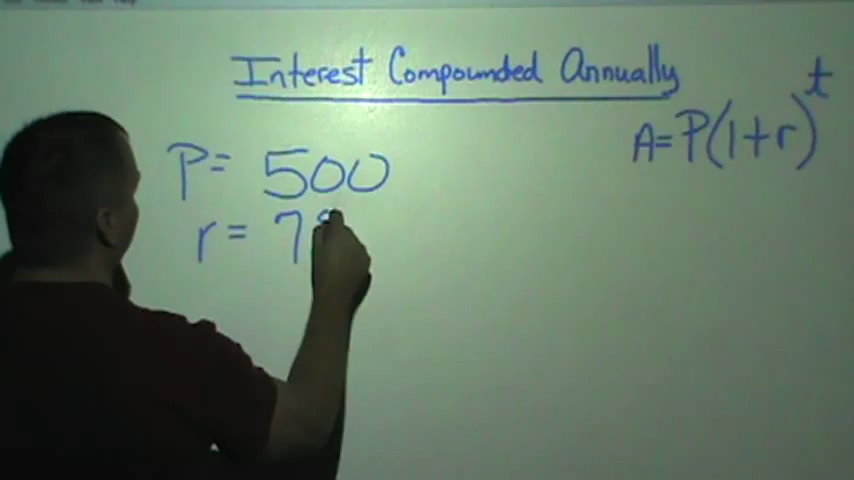 Interest Compounded Annually
A=P(1+r)^t
P= 500
r= 7